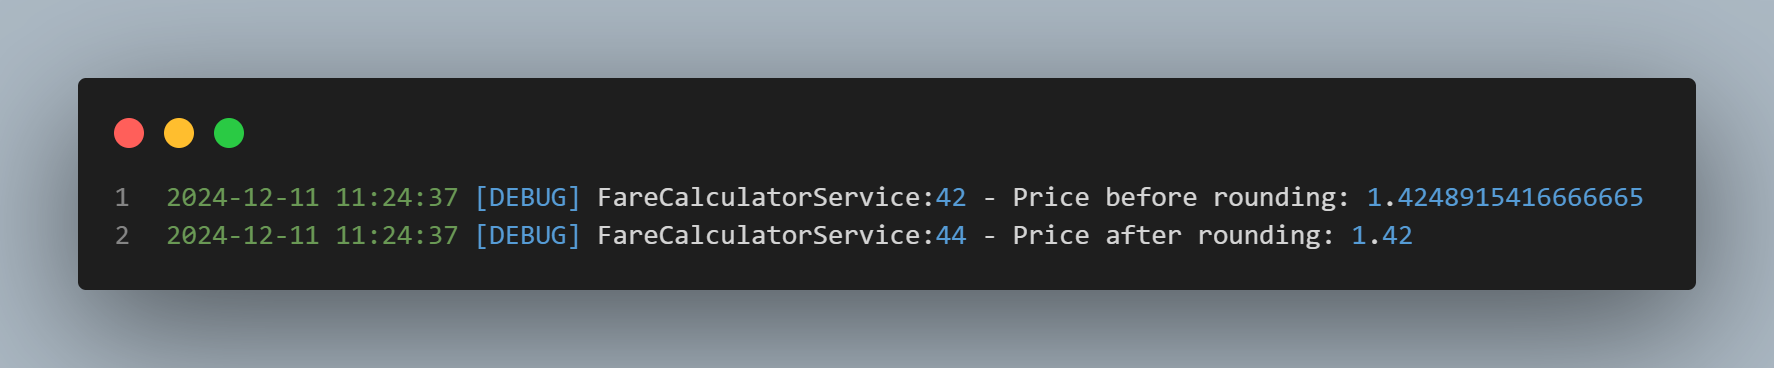 1 2024-12-11 11:24:37 [DEBUG] FareCalculatorService:42 - Price before rounding: 1.4248915416666665
2 2024-12-11 11:24:37 [DEBUG] FareCalculatorService:44 - Price after rounding: 1.42